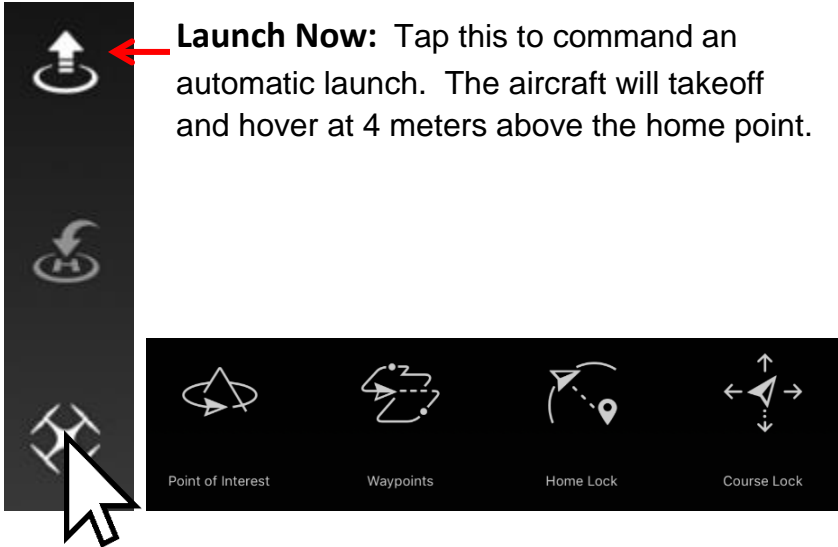 Launch Now: Tap this to command an
automatic launch. The aircraft will takeoff
and hover at 4 meters above the home point.
H
Point of Interest
Waypoints
Home Lock
Course Lock